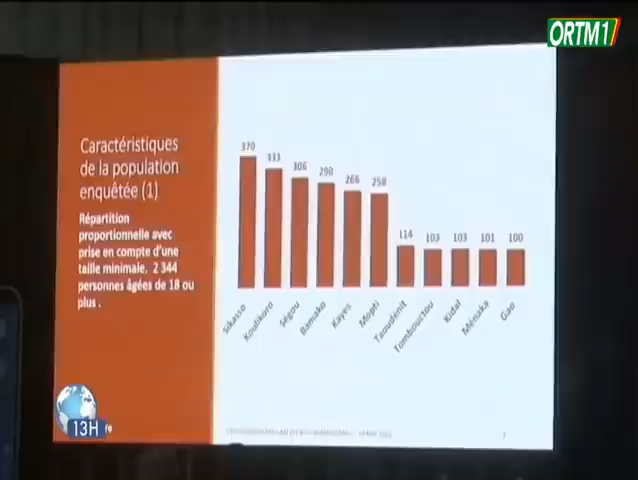 ORTM1
Caractéristiques
de la population
enquêtée (1)
Répartition
proportionnelle avec
prise en compte d'une
taille minimale. 2 344
personnes âgées de 18 ou
plus .
370
333
306
290
266
258
114
103
103
101
100
Sikasso
Koulikoro
Ségou
Bamako
Kayes
Mopti
Taoudénit
Tombouctou
Kidal
Ménaka
Gao
13H